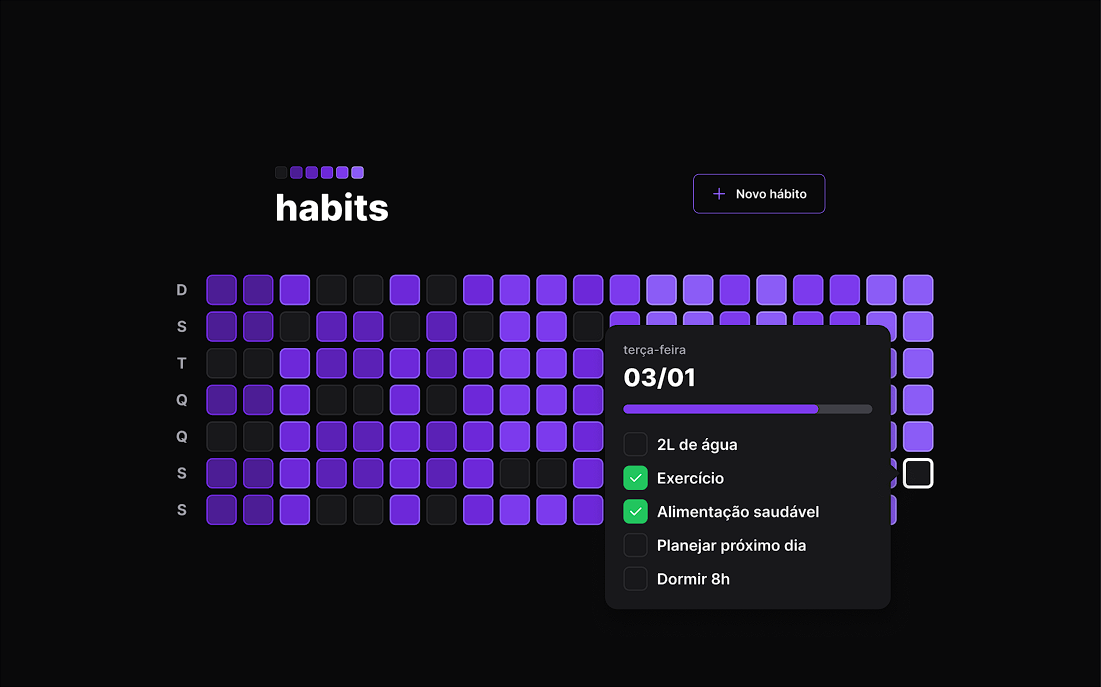 habits
Novo hábito
D
S
T
Q
Q
S
S
terça-feira
03/01
2L de água
Exercício
Alimentação saudável
Planejar próximo dia
Dormir 8h